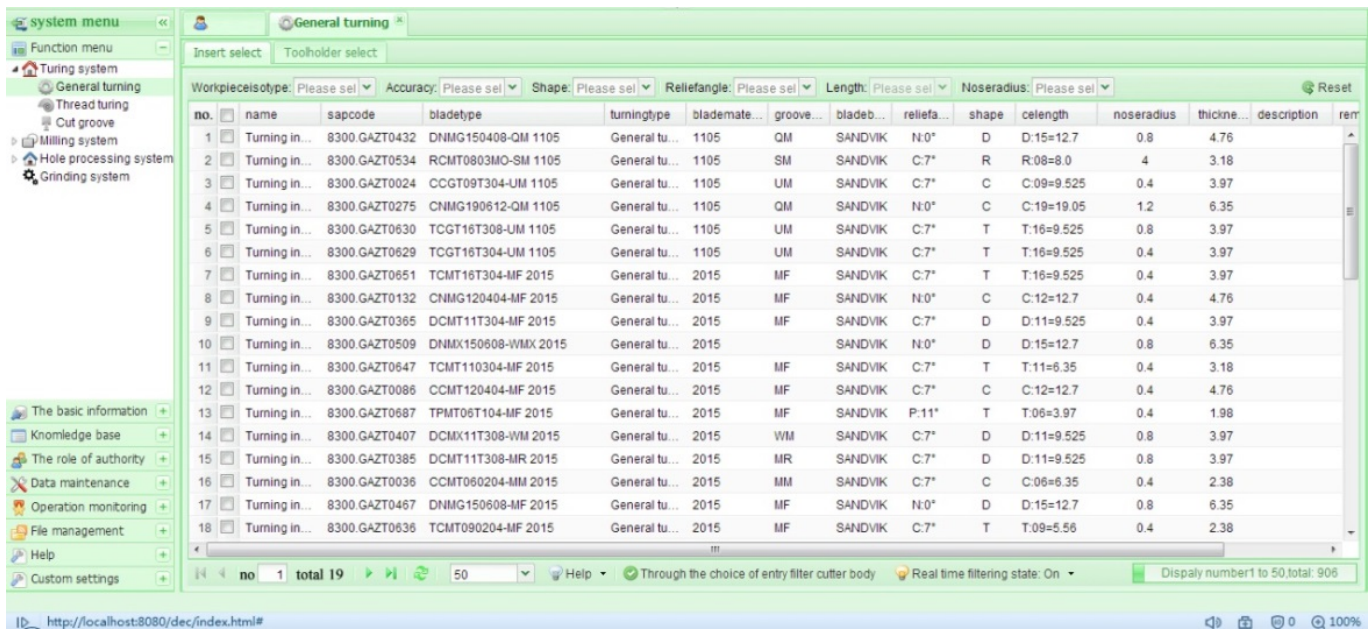 system menu «
General turning ×
Function menu
Insert select Toolholder select
Turing system
General turning
Thread turing
Cut groove
Milling system
Hole processing system
Grinding system
Workpieceisotype: Please sel Accuracy: Please sel Shape: Please sel Reliefangle: Please sel Length: Please sel Noseradius: Please sel Reset
no. name sapcode bladetype turningtype blademate... groove... bladeb... reliefa... shape celength noseradius thickne... description rem
1 Turning in... 8300.GAZT0432 DNMG150408-QM 1105 General tu... 1105 QM SANDVIK N:0° D D:15=12.7 0.8 4.76
2 Turning in... 8300.GAZT0534 RCMT0803MO-SM 1105 General tu... 1105 SM SANDVIK C:7° R R:08=8.0 4 3.18
3 Turning in... 8300.GAZT0024 CCGT09T304-UM 1105 General tu... 1105 UM SANDVIK C:7° C C:09=9.525 0.4 3.97
4 Turning in... 8300.GAZT0275 CNMG190612-QM 1105 General tu... 1105 QM SANDVIK N:0° C C:19=19.05 1.2 6.35
5 Turning in... 8300.GAZT0630 TCGT16T308-UM 1105 General tu... 1105 UM SANDVIK C:7° T T:16=9.525 0.8 3.97
6 Turning in... 8300.GAZT0629 TCGT16T304-UM 1105 General tu... 1105 UM SANDVIK C:7° T T:16=9.525 0.4 3.97
7 Turning in... 8300.GAZT0651 TCMT16T304-MF 2015 General tu... 2015 MF SANDVIK C:7° T T:16=9.525 0.4 3.97
8 Turning in... 8300.GAZT0132 CNMG120404-MF 2015 General tu... 2015 MF SANDVIK N:0° C C:12=12.7 0.4 4.76
9 Turning in... 8300.GAZT0365 DCMT11T304-MF 2015 General tu... 2015 MF SANDVIK C:7° D D:11=9.525 0.4 3.97
10 Turning in... 8300.GAZT0509 DNMX150608-WMX 2015 General tu... 2015 SANDVIK N:0° D D:15=12.7 0.8 6.35
11 Turning in... 8300.GAZT0647 TCMT110304-MF 2015 General tu... 2015 MF SANDVIK C:7° T T:11=6.35 0.4 3.18
12 Turning in... 8300.GAZT0086 CCMT120404-MF 2015 General tu... 2015 MF SANDVIK C:7° C C:12=12.7 0.4 4.76
13 Turning in... 8300.GAZT0687 TPMT06T104-MF 2015 General tu... 2015 MF SANDVIK P:11° T T:06=3.97 0.4 1.98
14 Turning in... 8300.GAZT0407 DCMX11T308-WM 2015 General tu... 2015 WM SANDVIK C:7° D D:11=9.525 0.8 3.97
15 Turning in... 8300.GAZT0385 DCMT11T308-MR 2015 General tu... 2015 MR SANDVIK C:7° D D:11=9.525 0.8 3.97
16 Turning in... 8300.GAZT0036 CCMT060204-MM 2015 General tu... 2015 MM SANDVIK C:7° C C:06=6.35 0.4 2.38
17 Turning in... 8300.GAZT0467 DNMG150608-MF 2015 General tu... 2015 MF SANDVIK N:0° D D:15=12.7 0.8 6.35
18 Turning in... 8300.GAZT0636 TCMT090204-MF 2015 General tu... 2015 MF SANDVIK C:7° T T:09=5.56 0.4 2.38
The basic information
Knomledge base
The role of authority
Data maintenance
Operation monitoring
File management
Help
Custom settings
no 1 total 19 50 Help Through the choice of entry filter cutter body Real time filtering state: On Dispaly number1 to 50,total: 906
http://localhost:8080/dec/index.html# 0 100%